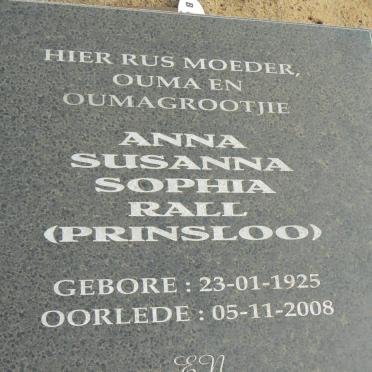 HIER RUS MOEDER,
OUMA EN
OUMAGROOTJIE
ANNA
SUSANNA
SOPHIA
RALL
(PRINSLOO)
GEBORE : 23-01-1925
OORLEDE : 05-11-2008
EN